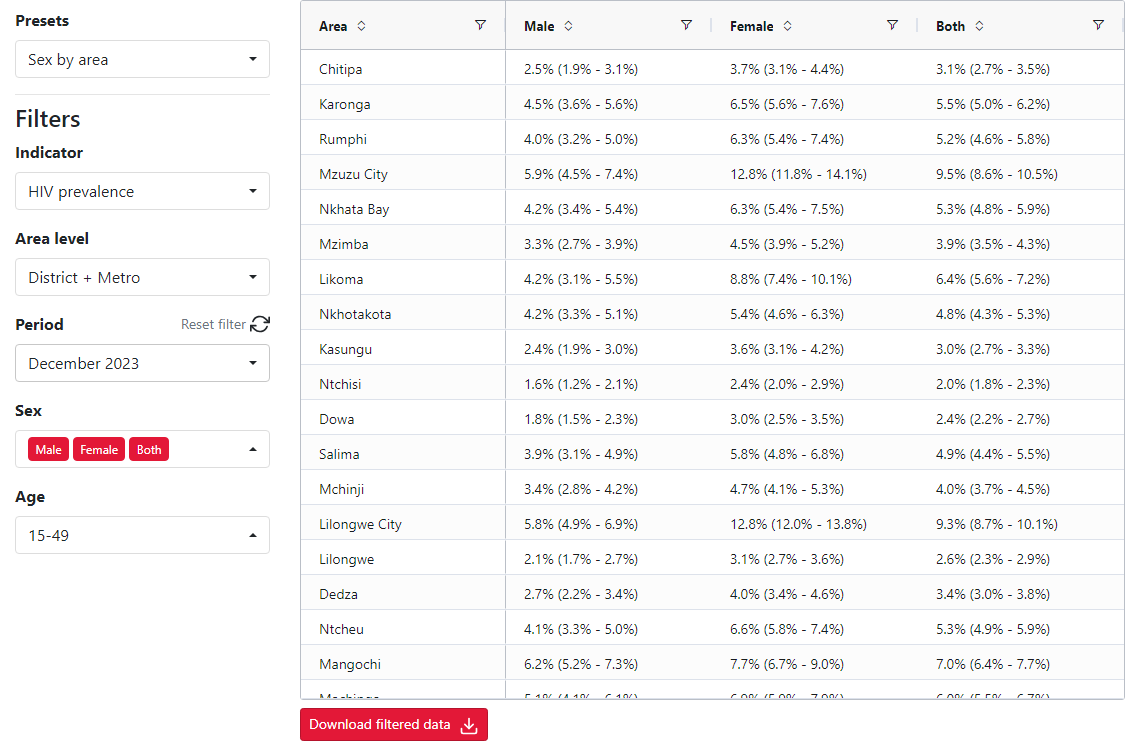 Presets
Sex by area
Filters
Indicator
HIV prevalence
Area level
District + Metro
Period Reset filter
December 2023
Sex
Male Female Both
Age
15-49
Area Male Female Both
Chitipa 2.5% (1.9% - 3.1%) 3.7% (3.1% - 4.4%) 3.1% (2.7% - 3.5%)
Karonga 4.5% (3.6% - 5.6%) 6.5% (5.6% - 7.6%) 5.5% (5.0% - 6.2%)
Rumphi 4.0% (3.2% - 5.0%) 6.3% (5.4% - 7.4%) 5.2% (4.6% - 5.8%)
Mzuzu City 5.9% (4.5% - 7.4%) 12.8% (11.8% - 14.1%) 9.5% (8.6% - 10.5%)
Nkhata Bay 4.2% (3.4% - 5.4%) 6.3% (5.4% - 7.5%) 5.3% (4.8% - 5.9%)
Mzimba 3.3% (2.7% - 3.9%) 4.5% (3.9% - 5.2%) 3.9% (3.5% - 4.3%)
Likoma 4.2% (3.1% - 5.5%) 8.8% (7.4% - 10.1%) 6.4% (5.6% - 7.2%)
Nkhotakota 4.2% (3.3% - 5.1%) 5.4% (4.6% - 6.3%) 4.8% (4.3% - 5.3%)
Kasungu 2.4% (1.9% - 3.0%) 3.6% (3.1% - 4.2%) 3.0% (2.7% - 3.3%)
Ntchisi 1.6% (1.2% - 2.1%) 2.4% (2.0% - 2.9%) 2.0% (1.8% - 2.3%)
Dowa 1.8% (1.5% - 2.3%) 3.0% (2.5% - 3.5%) 2.4% (2.2% - 2.7%)
Salima 3.9% (3.1% - 4.9%) 5.8% (4.8% - 6.8%) 4.9% (4.4% - 5.5%)
Mchinji 3.4% (2.8% - 4.2%) 4.7% (4.1% - 5.3%) 4.0% (3.7% - 4.5%)
Lilongwe City 5.8% (4.9% - 6.9%) 12.8% (12.0% - 13.8%) 9.3% (8.7% - 10.1%)
Lilongwe 2.1% (1.7% - 2.7%) 3.1% (2.7% - 3.6%) 2.6% (2.3% - 2.9%)
Dedza 2.7% (2.2% - 3.4%) 4.0% (3.4% - 4.6%) 3.4% (3.0% - 3.8%)
Ntcheu 4.1% (3.3% - 5.0%) 6.6% (5.8% - 7.4%) 5.3% (4.9% - 5.9%)
Mangochi 6.2% (5.2% - 7.3%) 7.7% (6.7% - 9.0%) 7.0% (6.4% - 7.7%)
Download filtered data